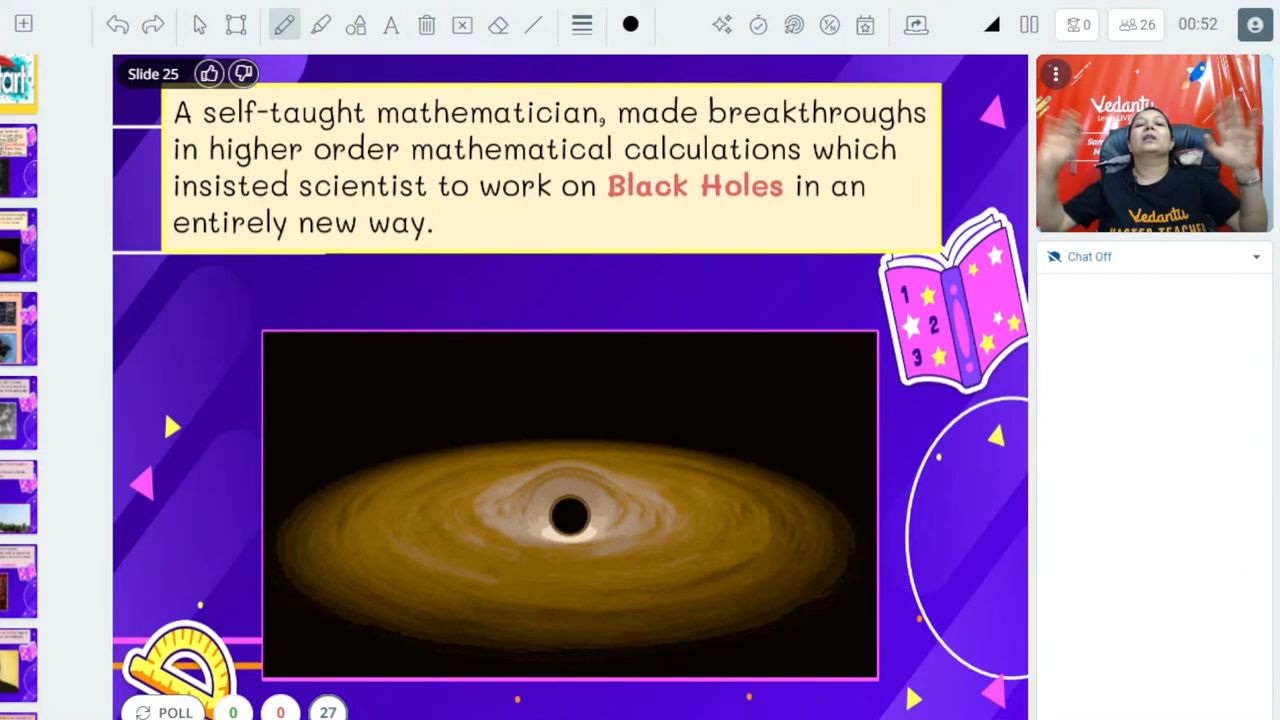 0
26
00:52
Slide 25
A self-taught mathematician, made breakthroughs
in higher order mathematical calculations which
insisted scientist to work on Black Holes in an
entirely new way.
1
2
3
Vedantu
Vedantu
Chat Off
POLL
0
0
27